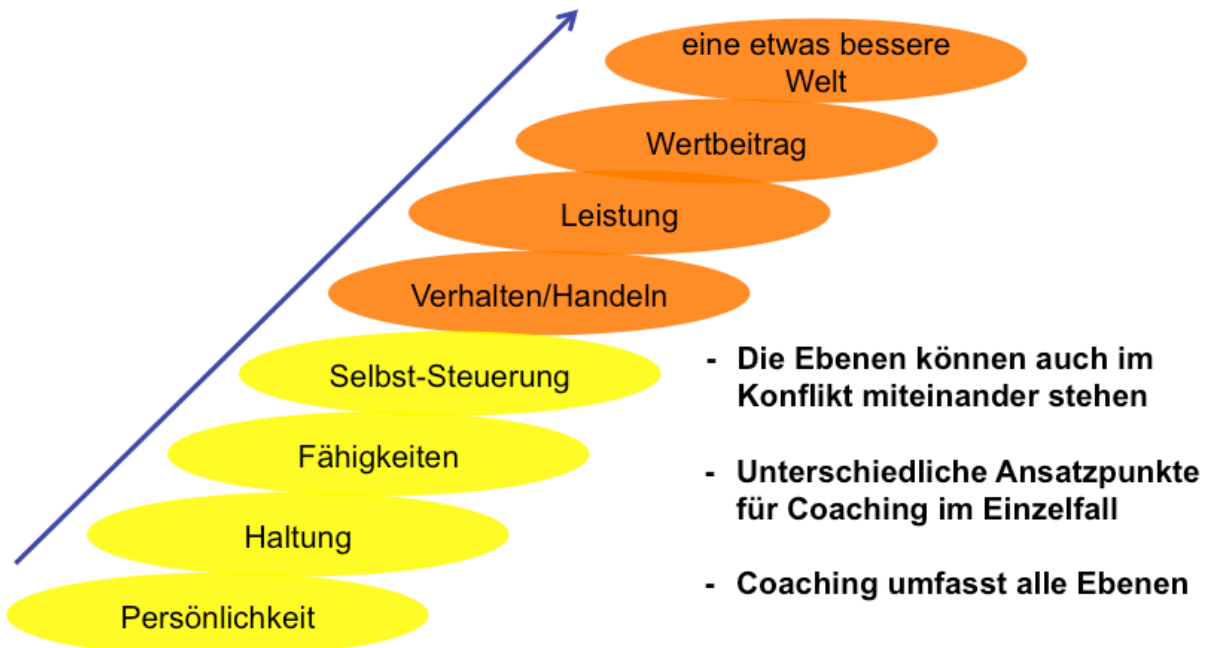 eine etwas bessere
Welt
Wertbeitrag
Leistung
Verhalten/Handeln
Selbst-Steuerung
Fähigkeiten
Haltung
Persönlichkeit
- Die Ebenen können auch im
Konflikt miteinander stehen
- Unterschiedliche Ansatzpunkte
für Coaching im Einzelfall
- Coaching umfasst alle Ebenen